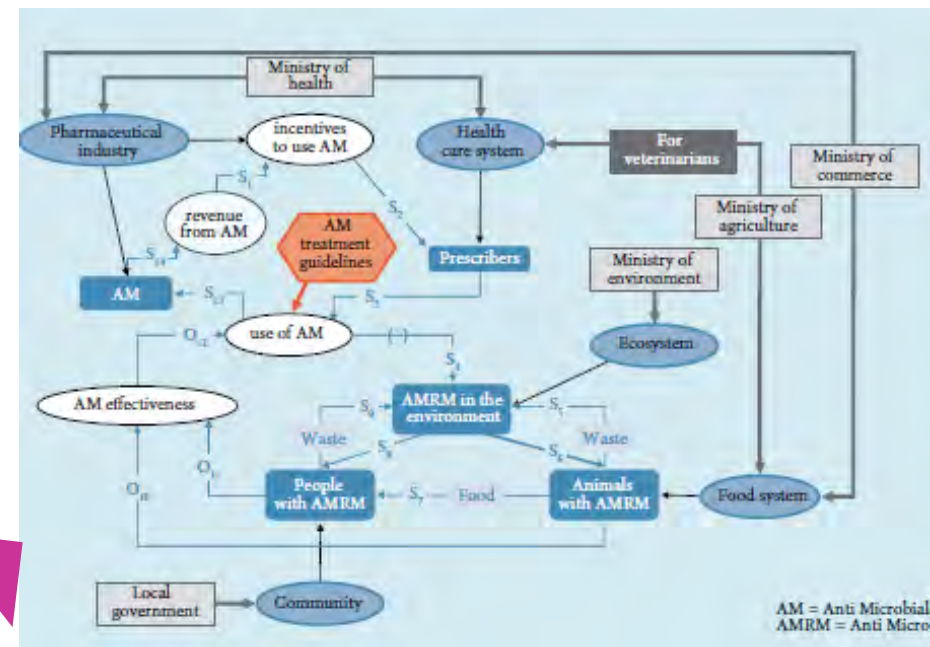 Ministry of
health
Pharmaceutical
industry
incentives
to use AM
Health
care system
For
veterinarians
Ministry of
commerce
S1
revenue
from AM
S2
AM
treatment
guidelines
Ministry of
agriculture
Prescribers
Ministry of
environment
AM
S3
use of AM
Ecosystem
S4
AM effectiveness
AMRM in the
environment
S5
Waste
Waste
People
with AMRM
S7
Food
Animals
with AMRM
Food system
Local
government
Community
AM = Anti Microbial
AMRM = Anti Micro